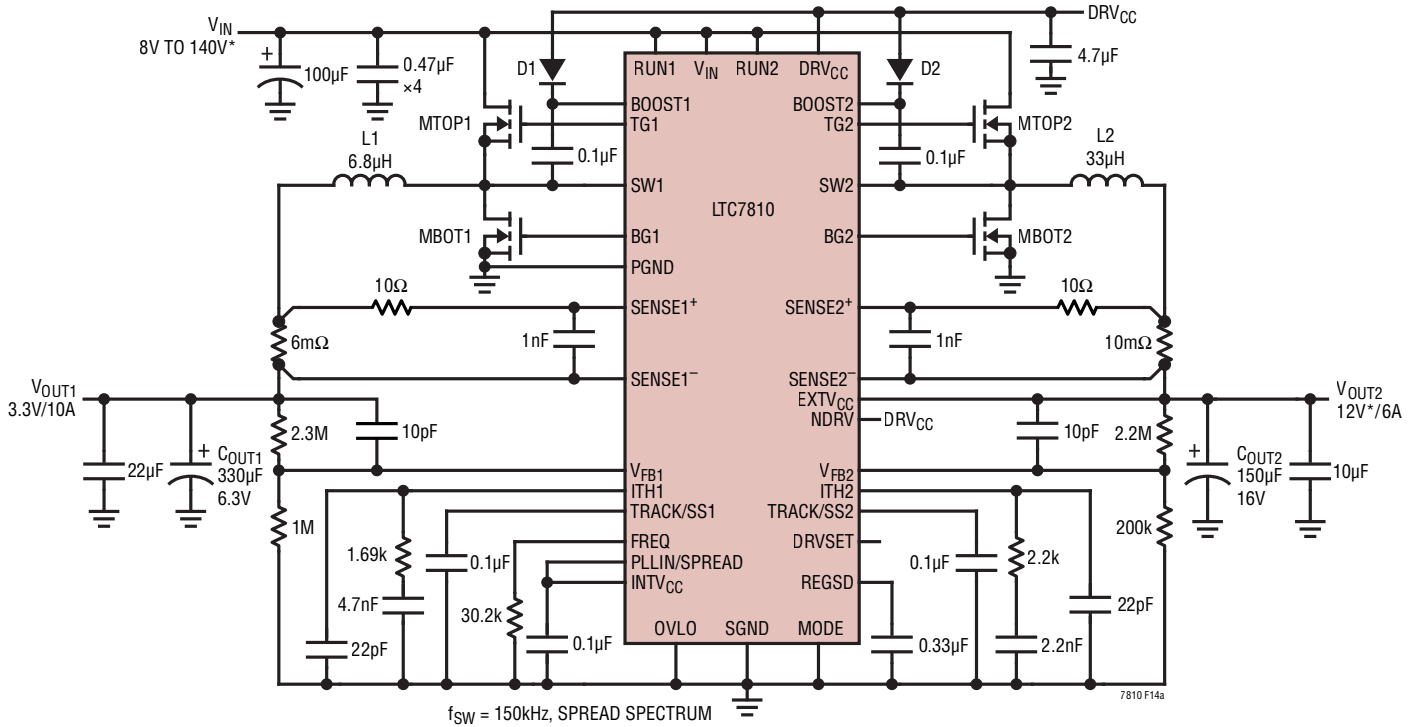 DRVCC
VIN
8V TO 140V*
100µF
0.47µF
×4
D1
RUN1
VIN
RUN2
DRVCC
D2
4.7µF
BOOST1
BOOST2
MTOP1
TG1
TG2
MTOP2
L1
6.8µH
0.1µF
0.1µF
L2
33µH
SW1
SW2
LTC7810
MBOT1
BG1
BG2
MBOT2
PGND
10Ω
SENSE1+
SENSE2+
10Ω
6mΩ
1nF
1nF
10mΩ
SENSE1–
SENSE2–
VOUT1
3.3V/10A
EXTVCC
VOUT2
12V*/6A
NDRV
DRVCC
2.3M
10pF
10pF
2.2M
22µF
COUT1
330µF
6.3V
VFB1
VFB2
COUT2
150µF
16V
10µF
ITH1
ITH2
1M
TRACK/SS1
TRACK/SS2
200k
1.69k
0.1µF
FREQ
DRVSET
0.1µF
2.2k
PLLIN/SPREAD
INTVCC
REGSD
4.7nF
30.2k
22pF
22pF
0.1µF
OVLO
SGND
MODE
0.33µF
2.2nF
7810 F14a
fSW = 150kHz, SPREAD SPECTRUM